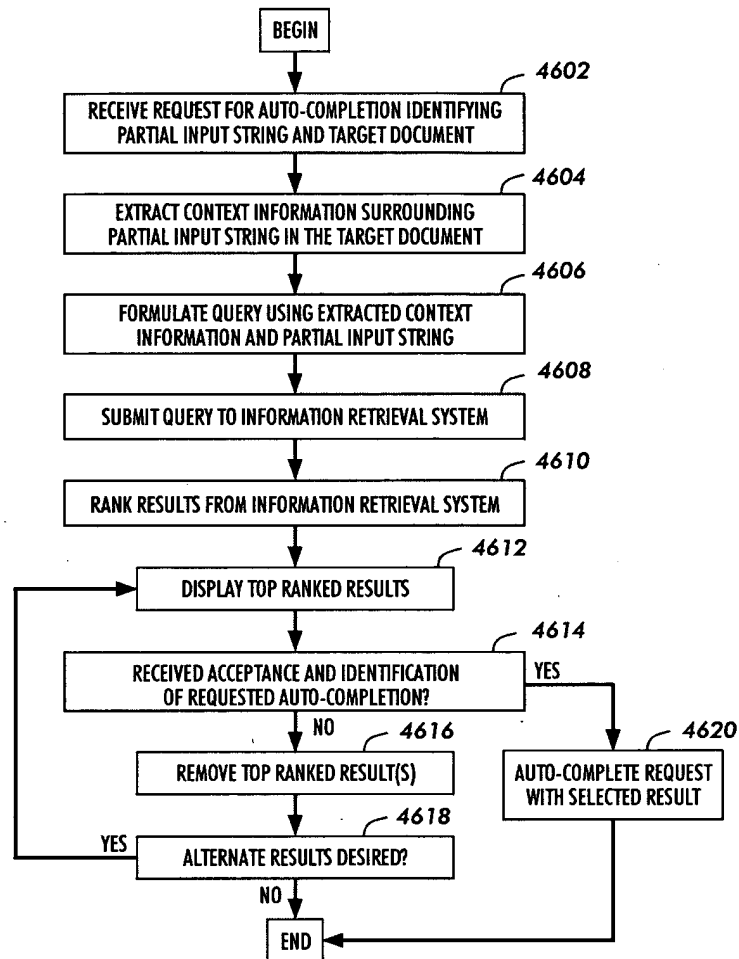 BEGIN
4602
RECEIVE REQUEST FOR AUTO-COMPLETION IDENTIFYING
PARTIAL INPUT STRING AND TARGET DOCUMENT
4604
EXTRACT CONTEXT INFORMATION SURROUNDING
PARTIAL INPUT STRING IN THE TARGET DOCUMENT
4606
FORMULATE QUERY USING EXTRACTED CONTEXT
INFORMATION AND PARTIAL INPUT STRING
4608
SUBMIT QUERY TO INFORMATION RETRIEVAL SYSTEM
4610
RANK RESULTS FROM INFORMATION RETRIEVAL SYSTEM
4612
DISPLAY TOP RANKED RESULTS
4614
RECEIVED ACCEPTANCE AND IDENTIFICATION
OF REQUESTED AUTO-COMPLETION?
YES
NO
4616
REMOVE TOP RANKED RESULT(S)
4620
AUTO-COMPLETE REQUEST
WITH SELECTED RESULT
4618
YES
ALTERNATE RESULTS DESIRED?
NO
END